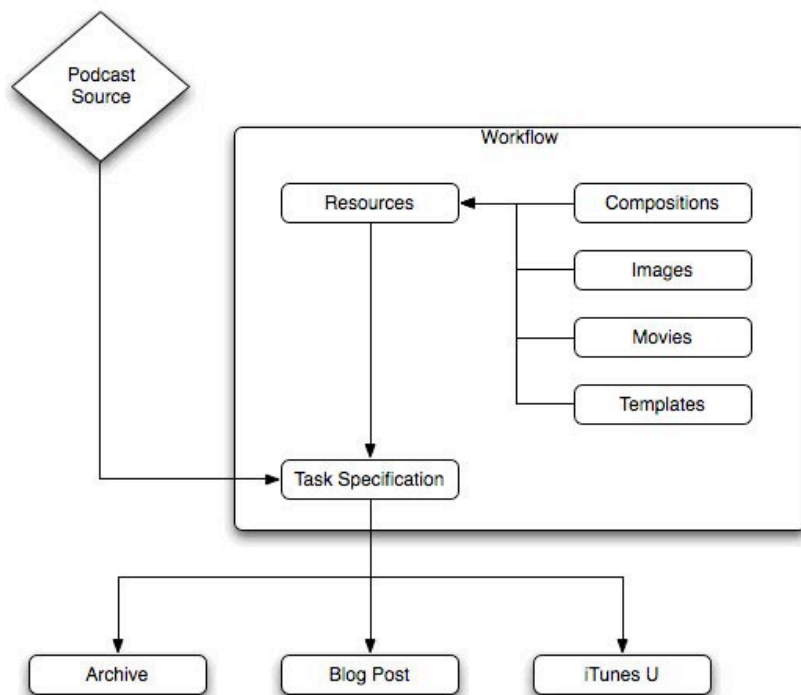 Podcast
Source
Workflow
Resources
Compositions
Images
Movies
Templates
Task Specification
Archive
Blog Post
iTunes U